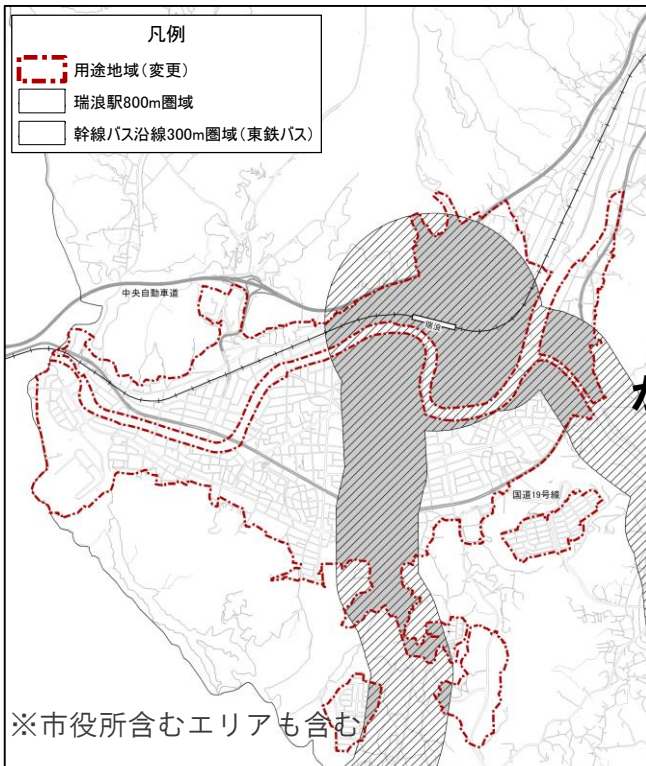 凡例
用途地域(変更)
瑞浪駅800m圏域
幹線バス沿線300m圏域(東鉄バス)
中央自動車道
瑞浪
国道19号線
※市役所含むエリアも含む